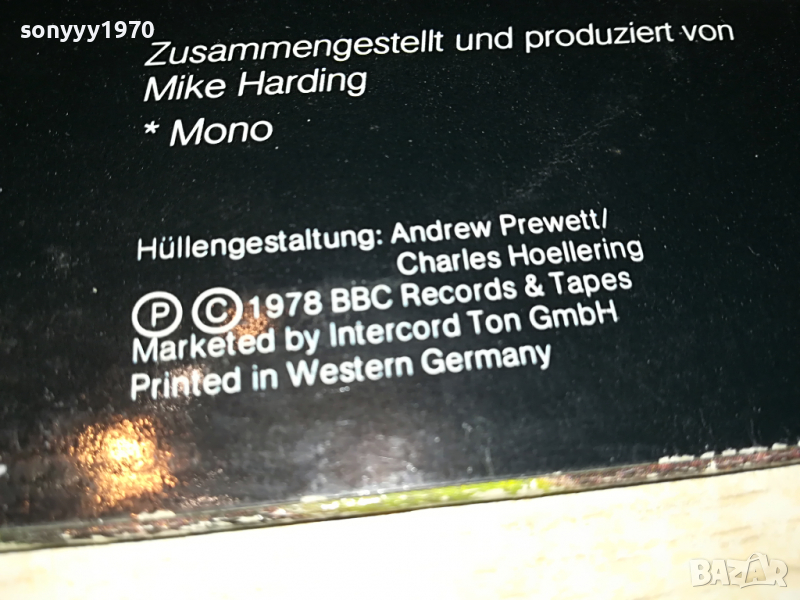 sonyyy1970
Zusammengestellt und produziert von
Mike Harding
* Mono
Hüllengestaltung: Andrew Prewett/
Charles Hoellering
Ⓟ Ⓒ 1978 BBC Records & Tapes
Marketed by Intercord Ton GmbH
Printed in Western Germany
BAZAR